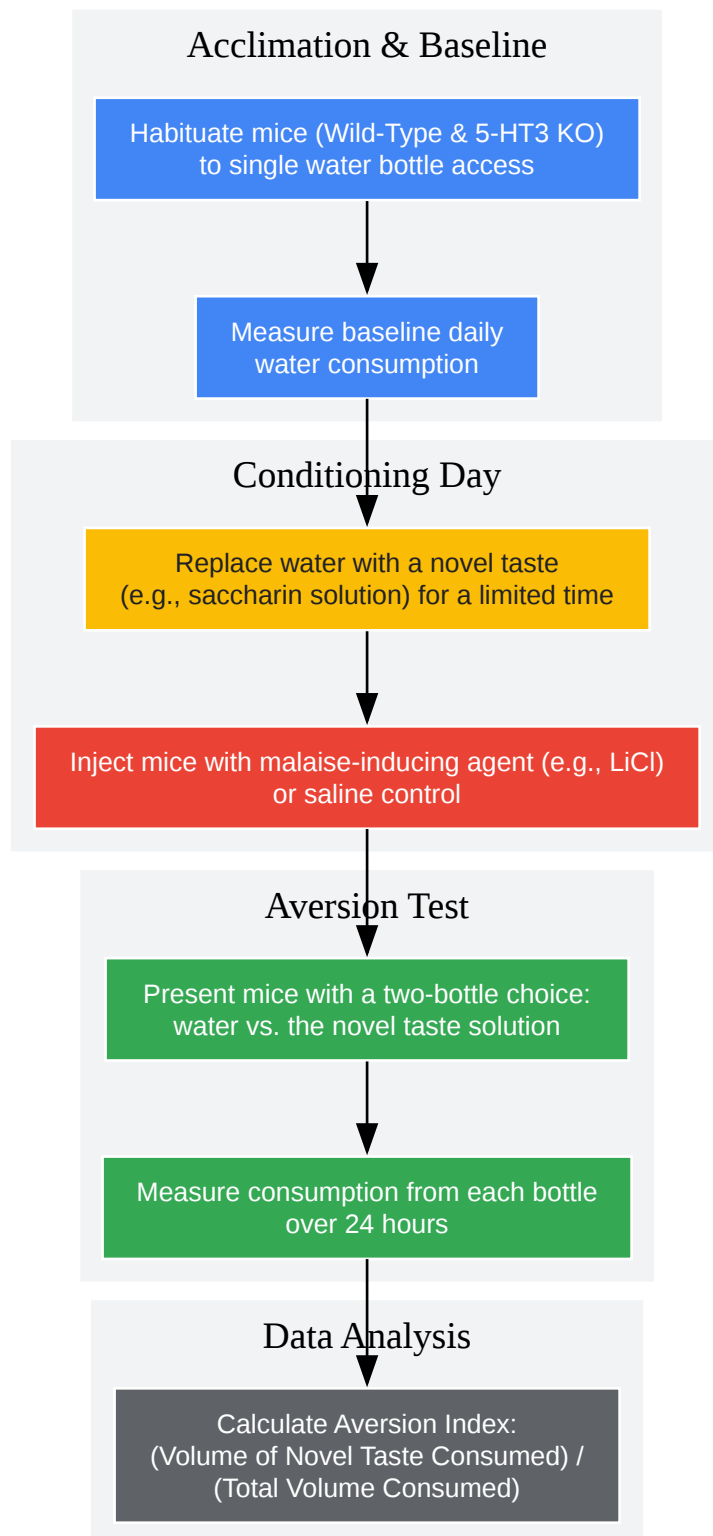 Acclimation & Baseline
Habituate mice (Wild-Type & 5-HT3 KO)
to single water bottle access
Measure baseline daily
water consumption
Conditioning Day
Replace water with a novel taste
(e.g., saccharin solution) for a limited time
Inject mice with malaise-inducing agent (e.g., LiCl)
or saline control
Aversion Test
Present mice with a two-bottle choice:
water vs. the novel taste solution
Measure consumption from each bottle
over 24 hours
Data Analysis
Calculate Aversion Index:
(Volume of Novel Taste Consumed) /
(Total Volume Consumed)